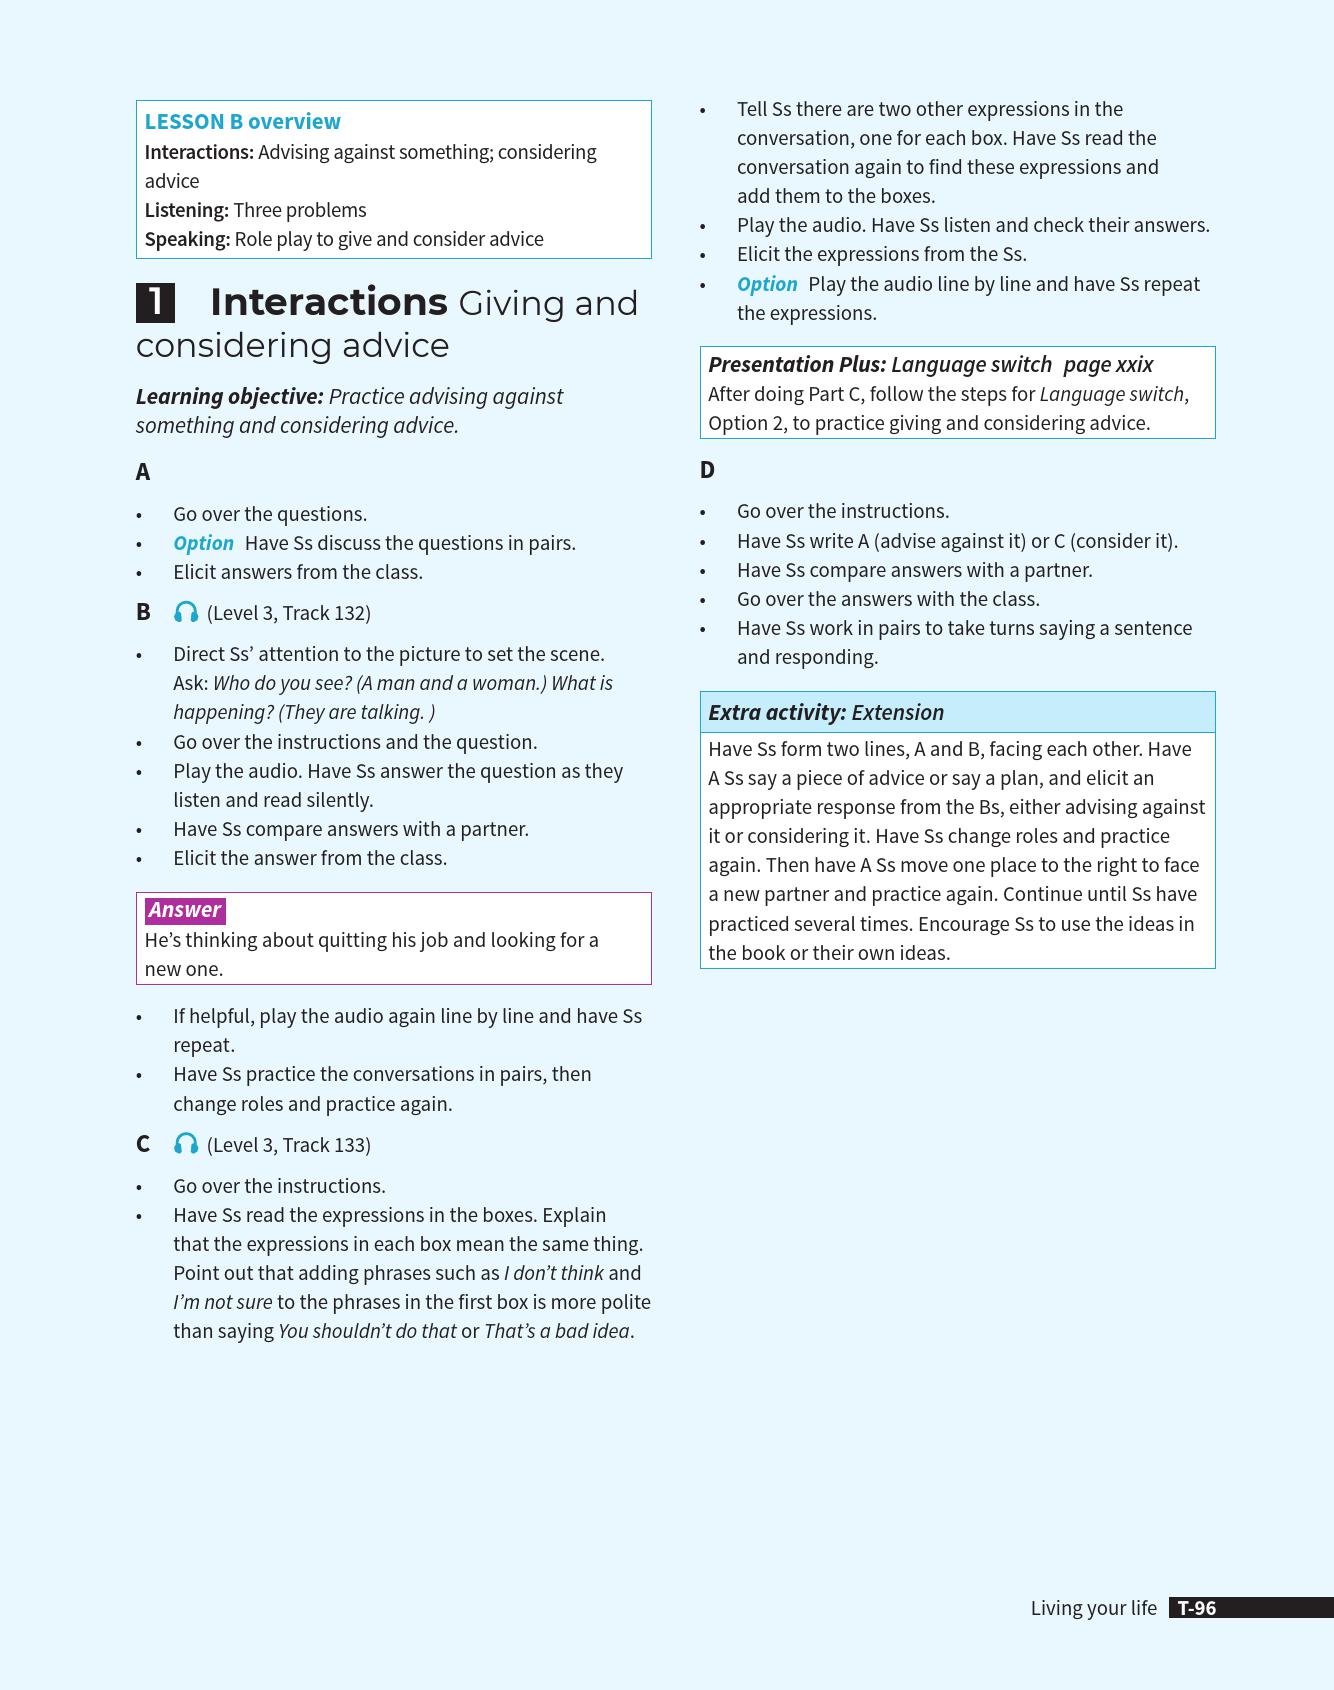 LESSON B overview
Interactions: Advising against something; considering
advice
Listening: Three problems
Speaking: Role play to give and consider advice
1 Interactions Giving and
considering advice
Learning objective: Practice advising against
something and considering advice.
A
• Go over the questions.
• Option Have Ss discuss the questions in pairs.
• Elicit answers from the class.
B (Level 3, Track 132)
• Direct Ss’ attention to the picture to set the scene.
Ask: Who do you see? (A man and a woman.) What is
happening? (They are talking. )
• Go over the instructions and the question.
• Play the audio. Have Ss answer the question as they
listen and read silently.
• Have Ss compare answers with a partner.
• Elicit the answer from the class.
Answer
He’s thinking about quitting his job and looking for a
new one.
• If helpful, play the audio again line by line and have Ss
repeat.
• Have Ss practice the conversations in pairs, then
change roles and practice again.
C (Level 3, Track 133)
• Go over the instructions.
• Have Ss read the expressions in the boxes. Explain
that the expressions in each box mean the same thing.
Point out that adding phrases such as I don’t think and
I’m not sure to the phrases in the first box is more polite
than saying You shouldn’t do that or That’s a bad idea.
• Tell Ss there are two other expressions in the
conversation, one for each box. Have Ss read the
conversation again to find these expressions and
add them to the boxes.
• Play the audio. Have Ss listen and check their answers.
• Elicit the expressions from the Ss.
• Option Play the audio line by line and have Ss repeat
the expressions.
Presentation Plus: Language switch page xxix
After doing Part C, follow the steps for Language switch,
Option 2, to practice giving and considering advice.
D
• Go over the instructions.
• Have Ss write A (advise against it) or C (consider it).
• Have Ss compare answers with a partner.
• Go over the answers with the class.
• Have Ss work in pairs to take turns saying a sentence
and responding.
Extra activity: Extension
Have Ss form two lines, A and B, facing each other. Have
A Ss say a piece of advice or say a plan, and elicit an
appropriate response from the Bs, either advising against
it or considering it. Have Ss change roles and practice
again. Then have A Ss move one place to the right to face
a new partner and practice again. Continue until Ss have
practiced several times. Encourage Ss to use the ideas in
the book or their own ideas.
Living your life T-96